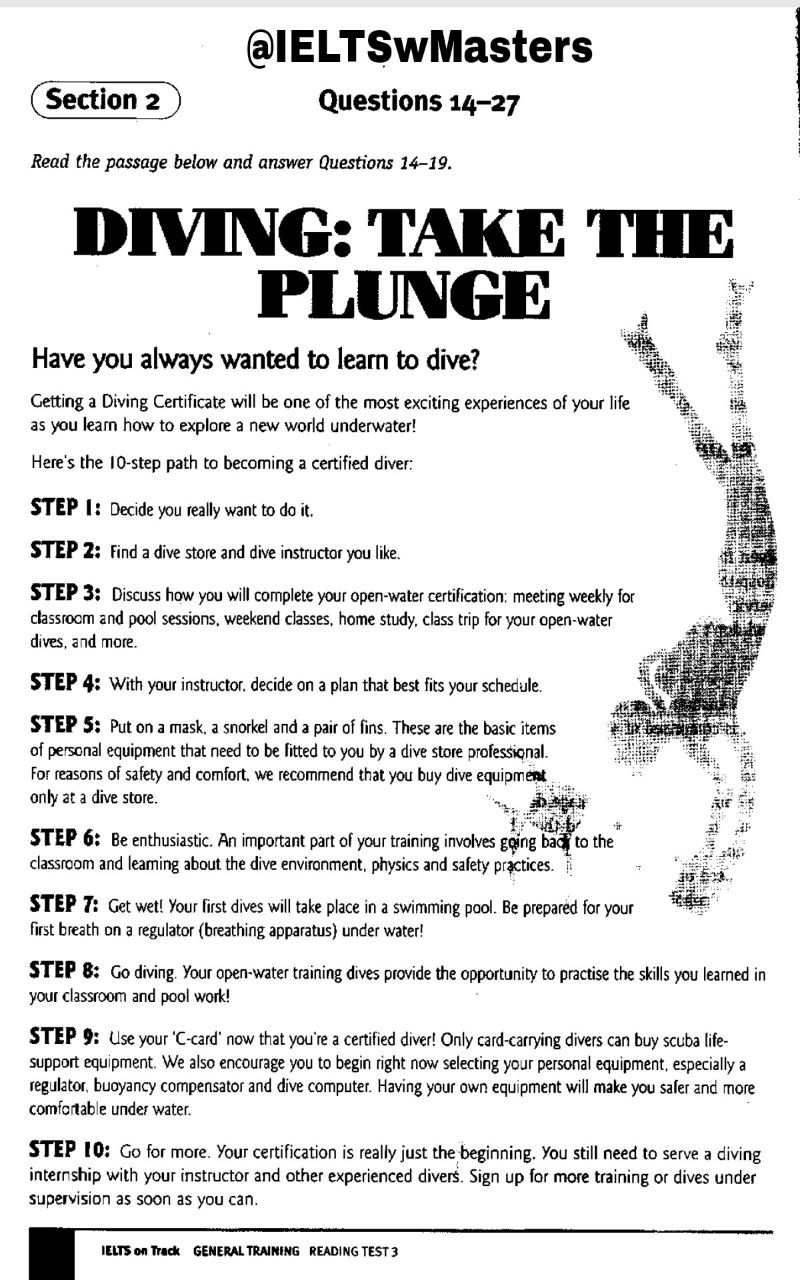 @IELTSwMasters
Section 2
Questions 14–27
Read the passage below and answer Questions 14–19.
DIVING: TAKE THE
PLUNGE
Have you always wanted to learn to dive?
Getting a Diving Certificate will be one of the most exciting experiences of your life
as you learn how to explore a new world underwater!
Here's the 10-step path to becoming a certified diver:
STEP 1: Decide you really want to do it.
STEP 2: Find a dive store and dive instructor you like.
STEP 3: Discuss how you will complete your open-water certification: meeting weekly for
classroom and pool sessions, weekend classes, home study, class trip for your open-water
dives, and more.
STEP 4: With your instructor, decide on a plan that best fits your schedule.
STEP 5: Put on a mask, a snorkel and a pair of fins. These are the basic items
of personal equipment that need to be fitted to you by a dive store professional.
For reasons of safety and comfort, we recommend that you buy dive equipment
only at a dive store.
STEP 6: Be enthusiastic. An important part of your training involves going back to the
classroom and learning about the dive environment, physics and safety practices.
STEP 7: Get wet! Your first dives will take place in a swimming pool. Be prepared for your
first breath on a regulator (breathing apparatus) under water!
STEP 8: Go diving. Your open-water training dives provide the opportunity to practise the skills you learned in
your classroom and pool work!
STEP 9: Use your 'C-card' now that you're a certified diver! Only card-carrying divers can buy scuba life-
support equipment. We also encourage you to begin right now selecting your personal equipment, especially a
regulator, buoyancy compensator and dive computer. Having your own equipment will make you safer and more
comfortable under water.
STEP 10: Go for more. Your certification is really just the beginning. You still need to serve a diving
internship with your instructor and other experienced divers. Sign up for more training or dives under
supervision as soon as you can.
IELTS on Track GENERAL TRAINING READING TEST 3